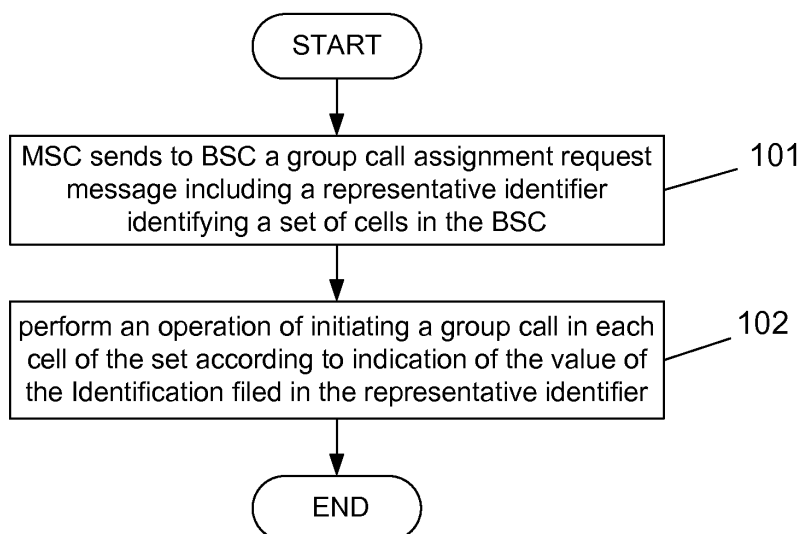 START
MSC sends to BSC a group call assignment request
message including a representative identifier
identifying a set of cells in the BSC
101
perform an operation of initiating a group call in each
cell of the set according to indication of the value of
the Identification filed in the representative identifier
102
END